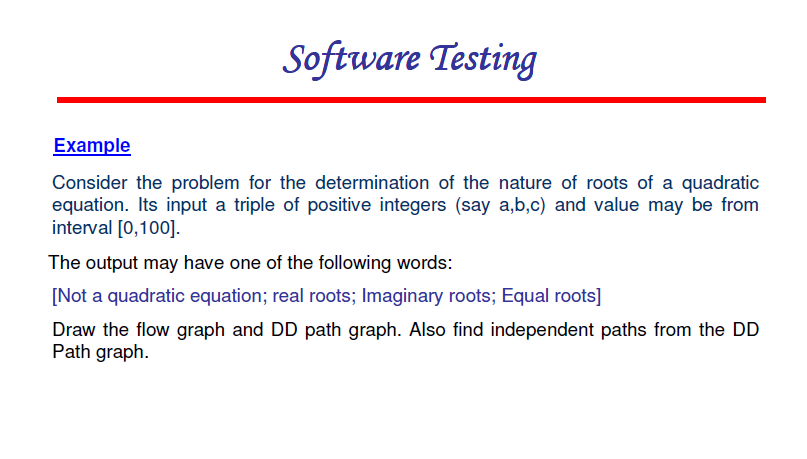 Software Testing
Example
Consider the problem for the determination of the nature of roots of a quadratic
equation. Its input a triple of positive integers (say a,b,c) and value may be from
interval [0,100].
The output may have one of the following words:
[Not a quadratic equation; real roots; Imaginary roots; Equal roots]
Draw the flow graph and DD path graph. Also find independent paths from the DD
Path graph.